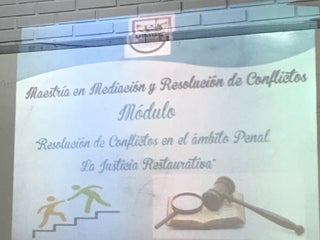 Maestría en Mediación y Resolución de Conflictos
Módulo
"Resolución de Conflictos en el ámbito Penal.
La Justicia Restaurativa"